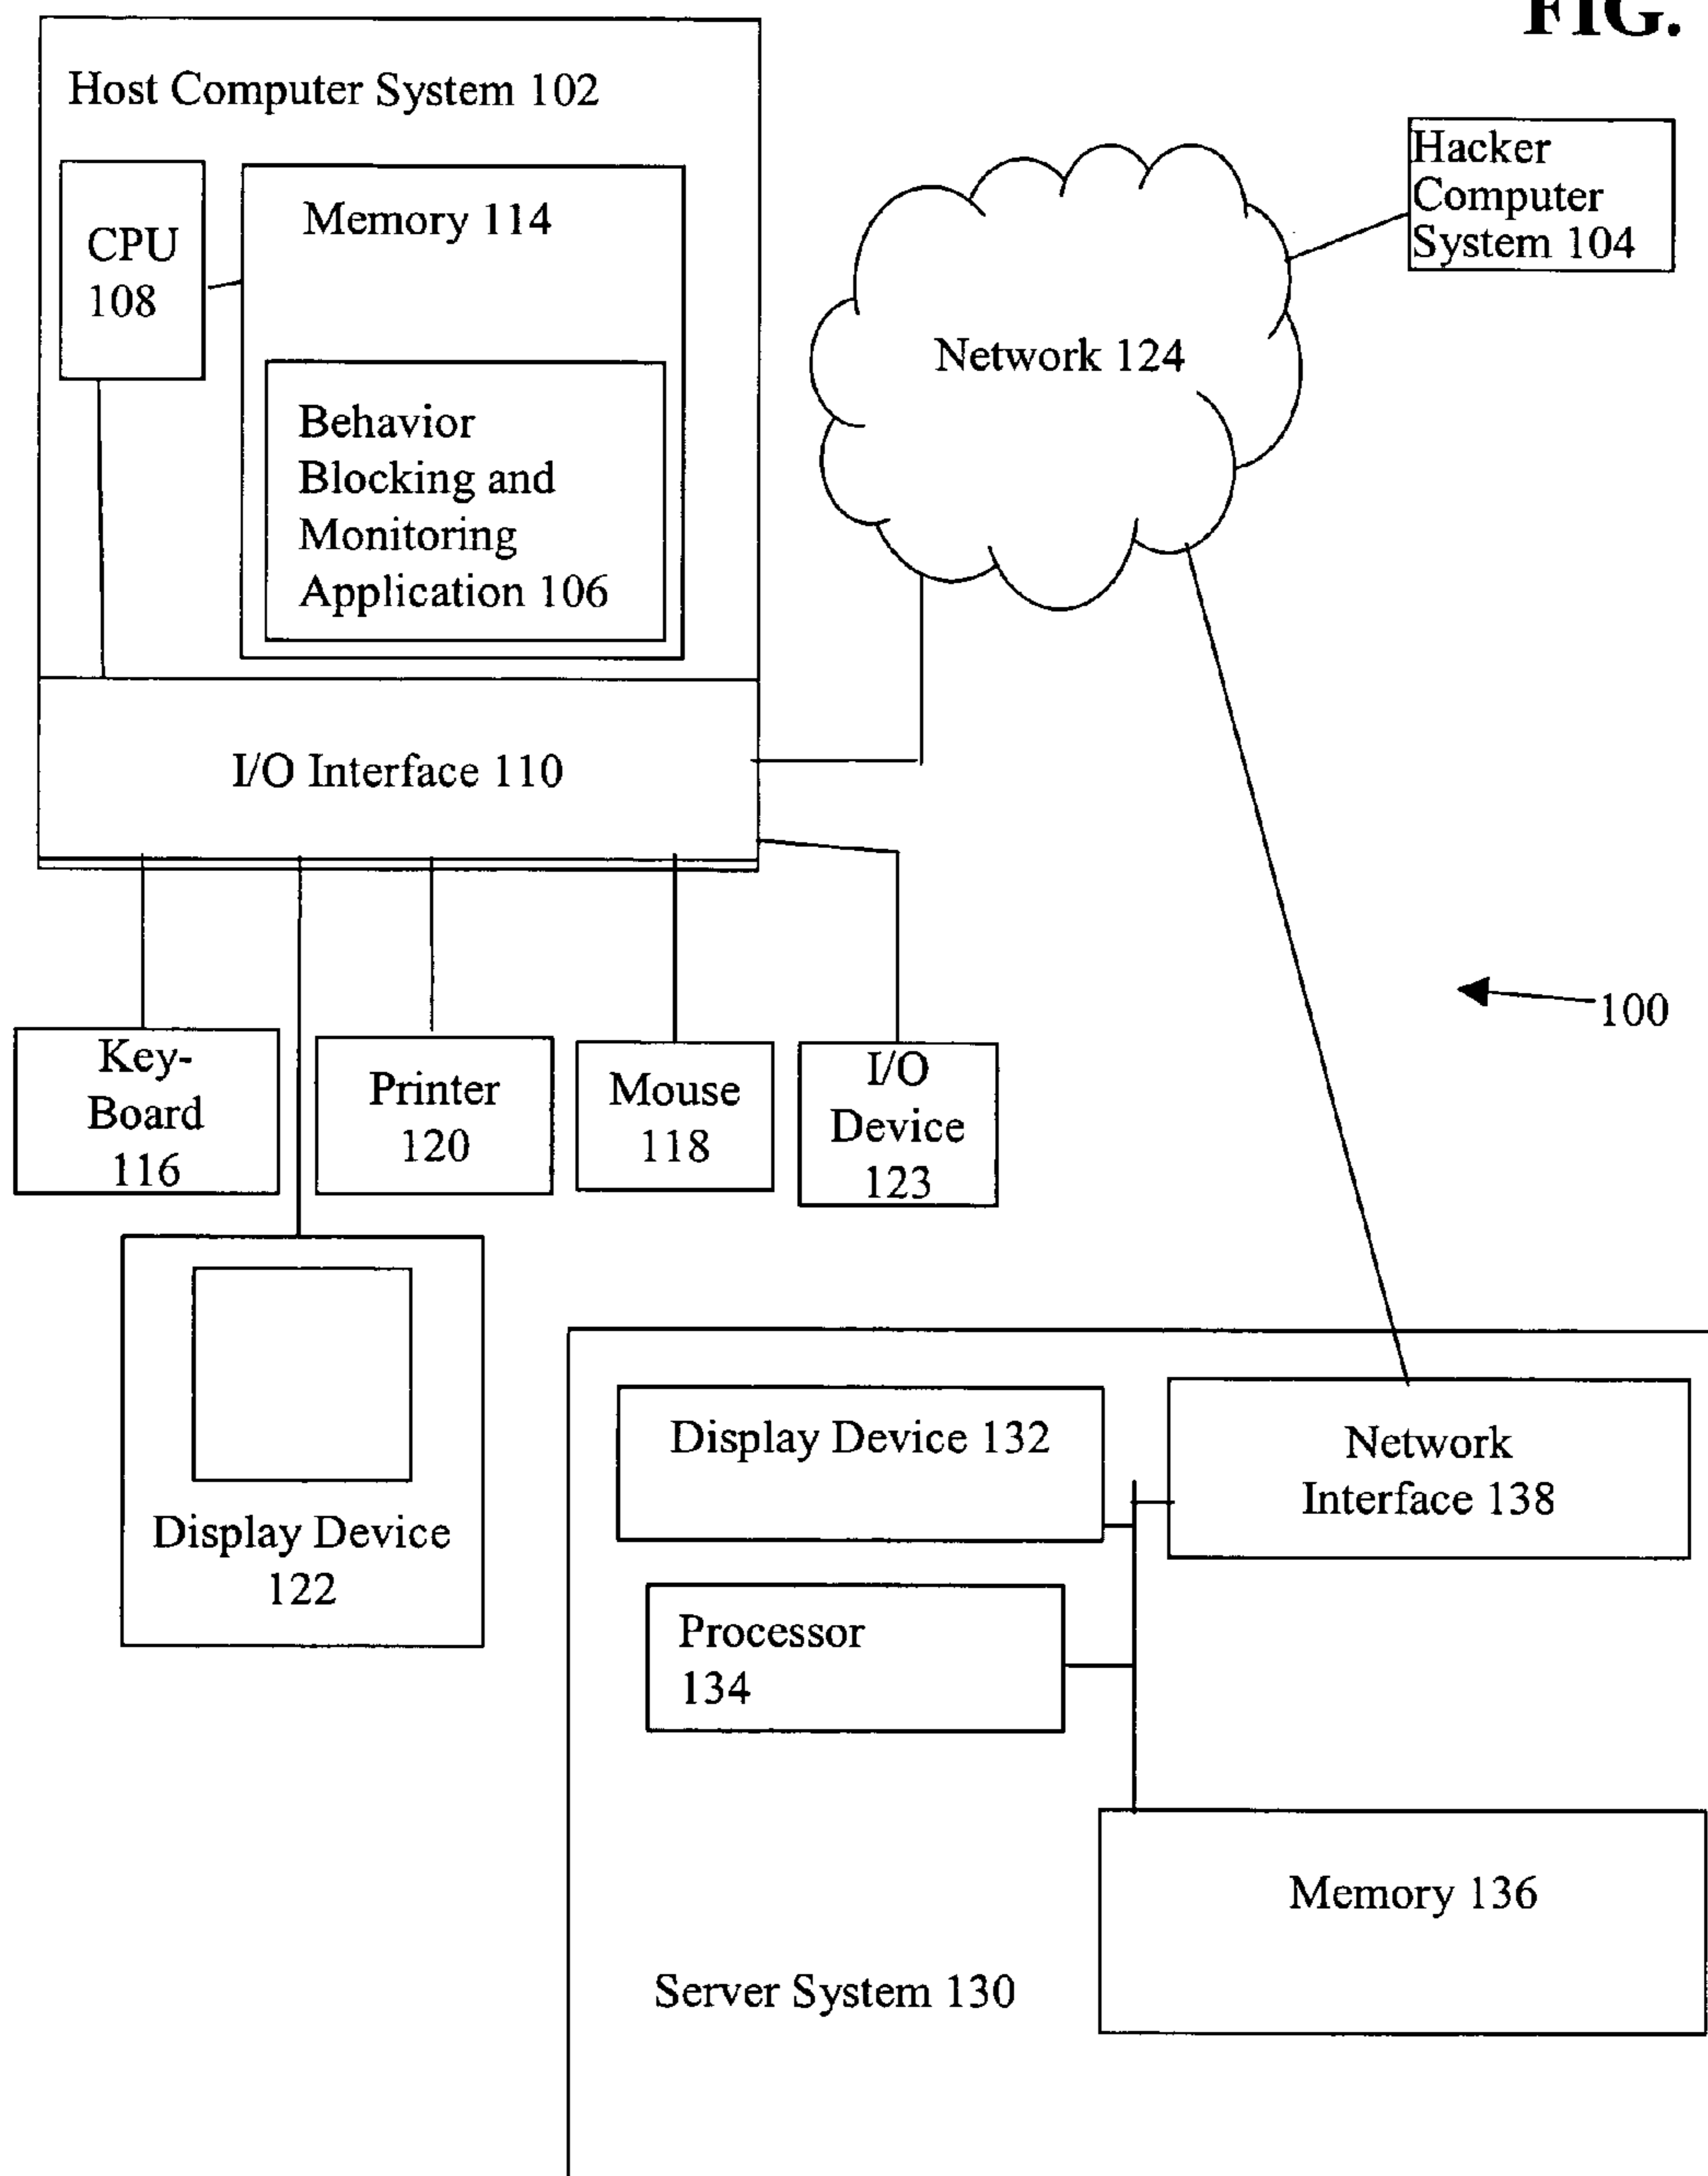 FIG.
Host Computer System 102
CPU
108
Memory 114
Behavior
Blocking and
Monitoring
Application 106
I/O Interface 110
Network 124
Hacker
Computer
System 104
100
Key-
Board
116
Printer
120
Mouse
118
I/O
Device
123
Display Device
122
Display Device 132
Network
Interface 138
Processor
134
Memory 136
Server System 130